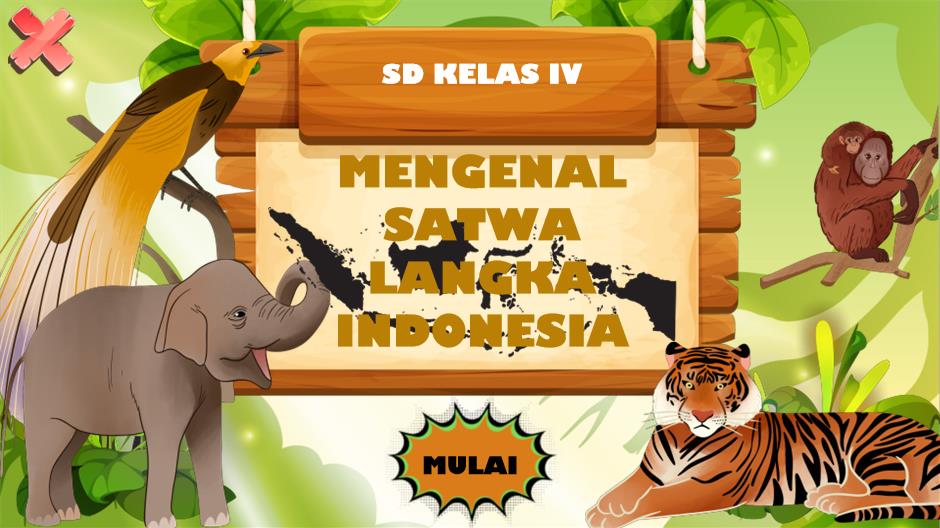 SD KELAS IV
MENGENAL
SATWA
LANGKA
INDONESIA
MULAI